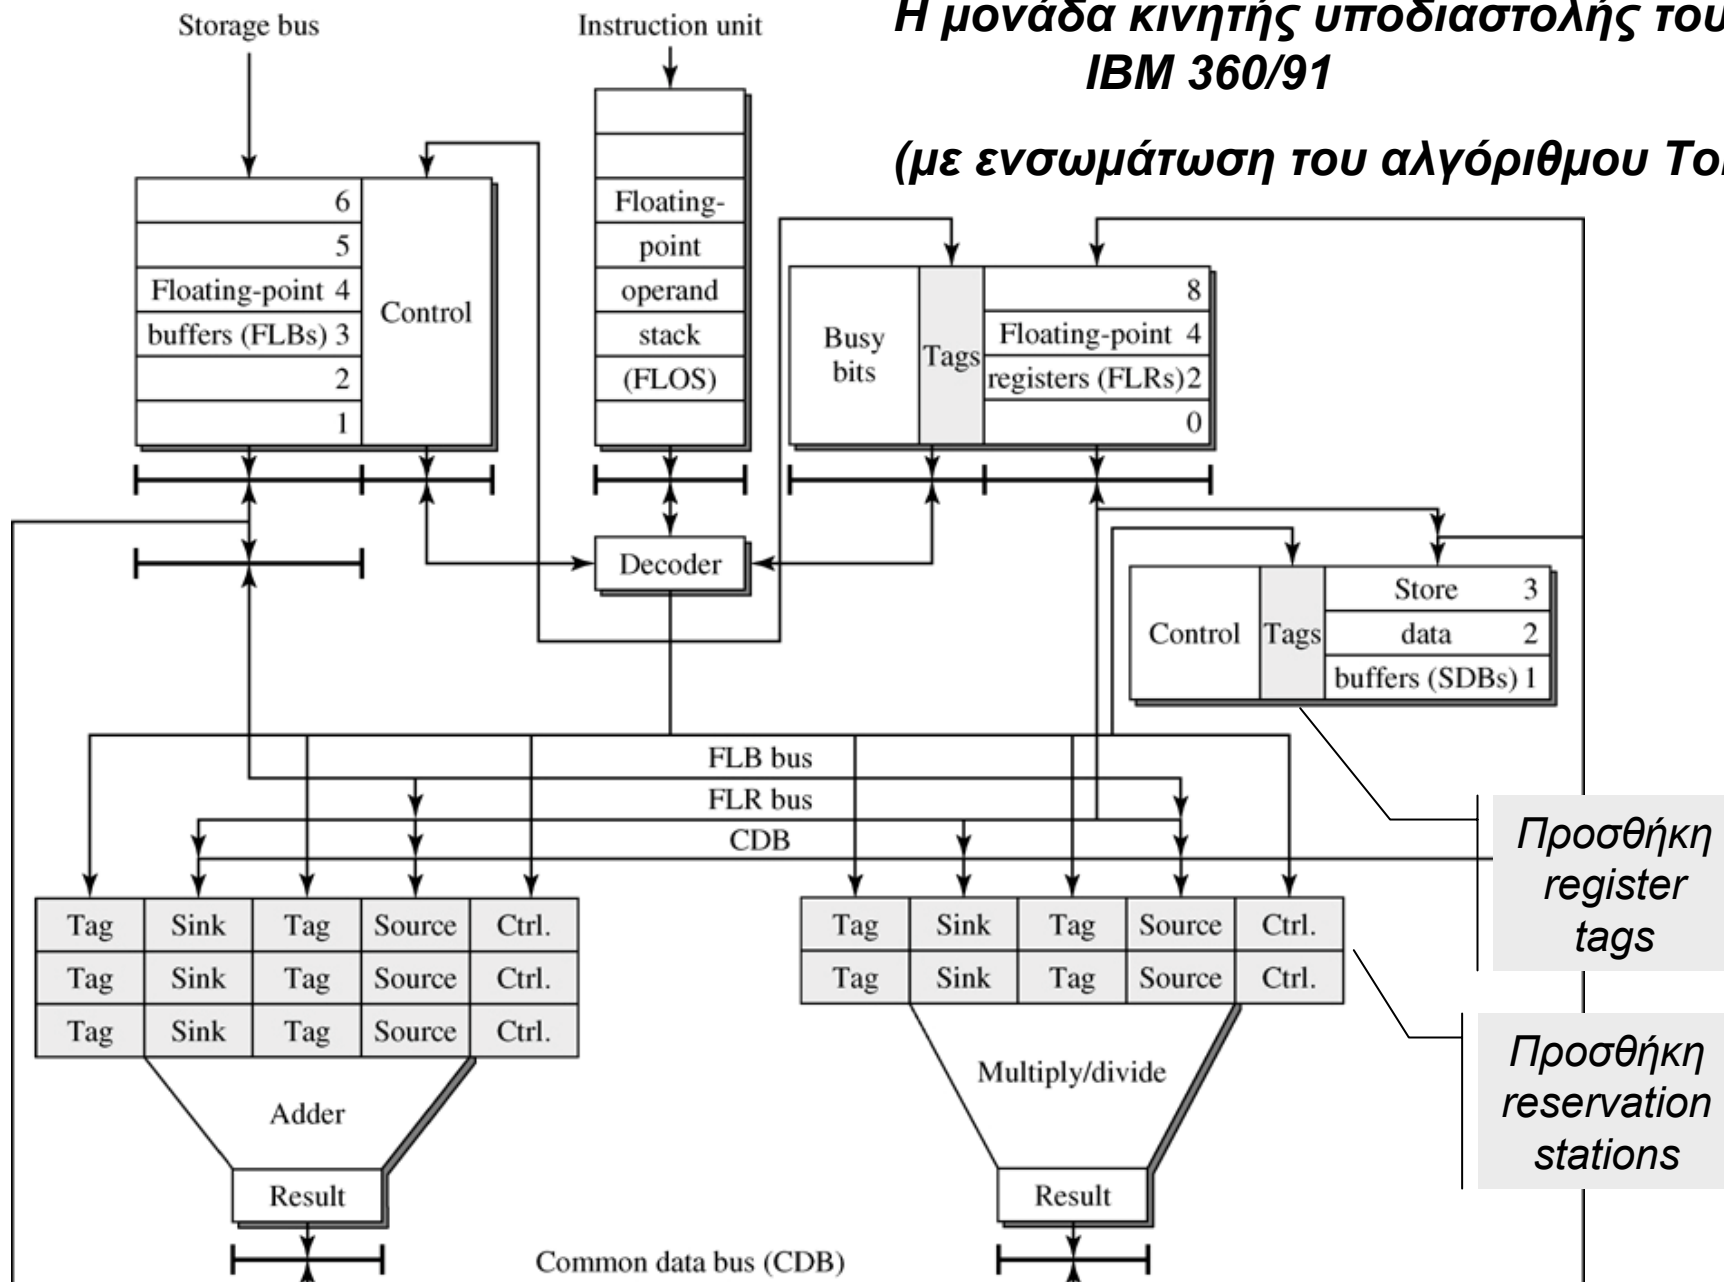 Storage bus
Instruction unit
Η μονάδα κινητής υποδιαστολής του
IBM 360/91
(με ενσωμάτωση του αλγόριθμου
6
5
Floating-point 4
buffers (FLBs) 3
2
1
Control
Floating-
point
operand
stack
(FLOS)
Busy
bits
Tags
8
Floating-point 4
registers (FLRs) 2
0
Decoder
Control
Tags
Store 3
data 2
buffers (SDBs) 1
FLB bus
FLR bus
CDB
Προσθήκη
register
tags
Tag Sink Tag Source Ctrl.
Tag Sink Tag Source Ctrl.
Tag Sink Tag Source Ctrl.
Tag Sink Tag Source Ctrl.
Tag Sink Tag Source Ctrl.
Προσθήκη
reservation
stations
Adder
Multiply/divide
Result
Result
Common data bus (CDB)